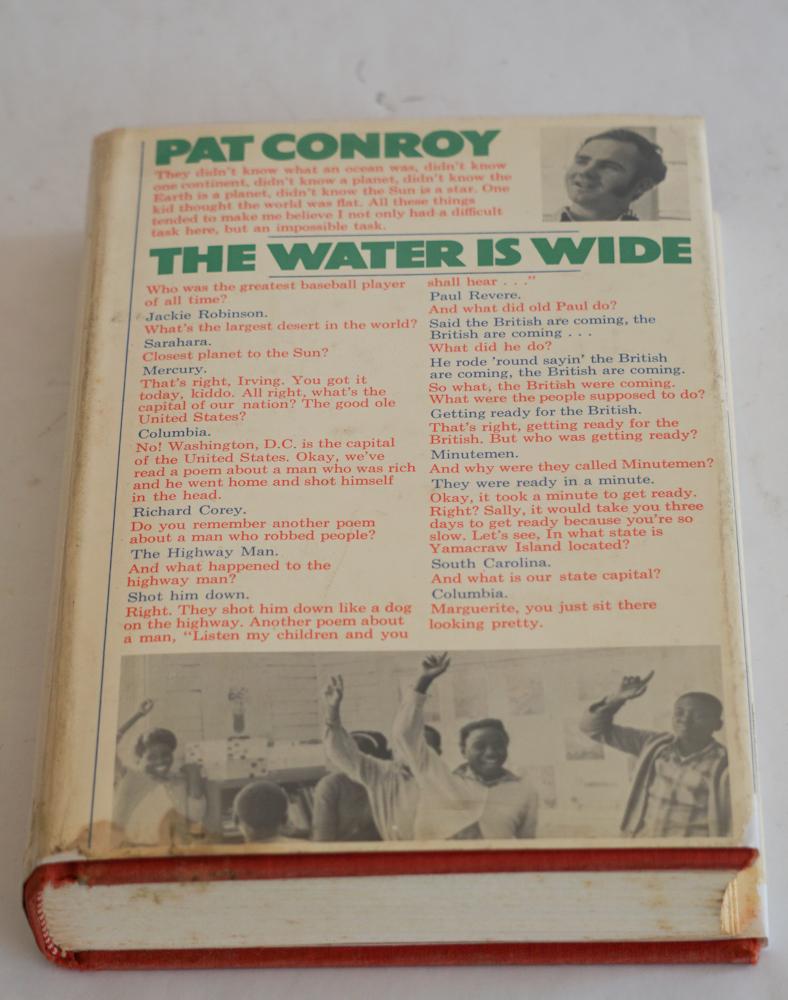 PAT CONROY
They didn't know what an ocean was, didn't know
one continent, didn't know a planet, didn't know the
Earth is a planet, didn't know the Sun is a star. One
kid thought the world was flat. All these things
tended to make me believe I not only had a difficult
task here, but an impossible task.
THE WATER IS WIDE
Who was the greatest baseball player
of all time?
Jackie Robinson.
What's the largest desert in the world?
Sarahara.
Closest planet to the Sun?
Mercury.
That's right, Irving. You got it
today, kiddo. All right, what's the
capital of our nation? The good ole
United States?
Columbia.
No! Washington, D.C. is the capital
of the United States. Okay, we've
read a poem about a man who was rich
and he went home and shot himself
in the head.
Richard Corey.
Do you remember another poem
about a man who robbed people?
The Highway Man.
And what happened to the
highway man?
Shot him down.
Right. They shot him down like a dog
on the highway. Another poem about
a man, "Listen my children and you
shall hear . . ."
Paul Revere.
And what did old Paul do?
Said the British are coming, the
British are coming . . .
What did he do?
He rode 'round sayin' the British
are coming, the British are coming.
So what, the British were coming.
What were the people supposed to do?
Getting ready for the British.
That's right, getting ready for the
British. But who was getting ready?
Minutemen.
And why were they called Minutemen?
They were ready in a minute.
Okay, it took a minute to get ready.
Right? Sally, it would take you three
days to get ready because you're so
slow. Let's see, In what state is
Yamacraw Island located?
South Carolina.
And what is our state capital?
Columbia.
Marguerite, you just sit there
looking pretty.